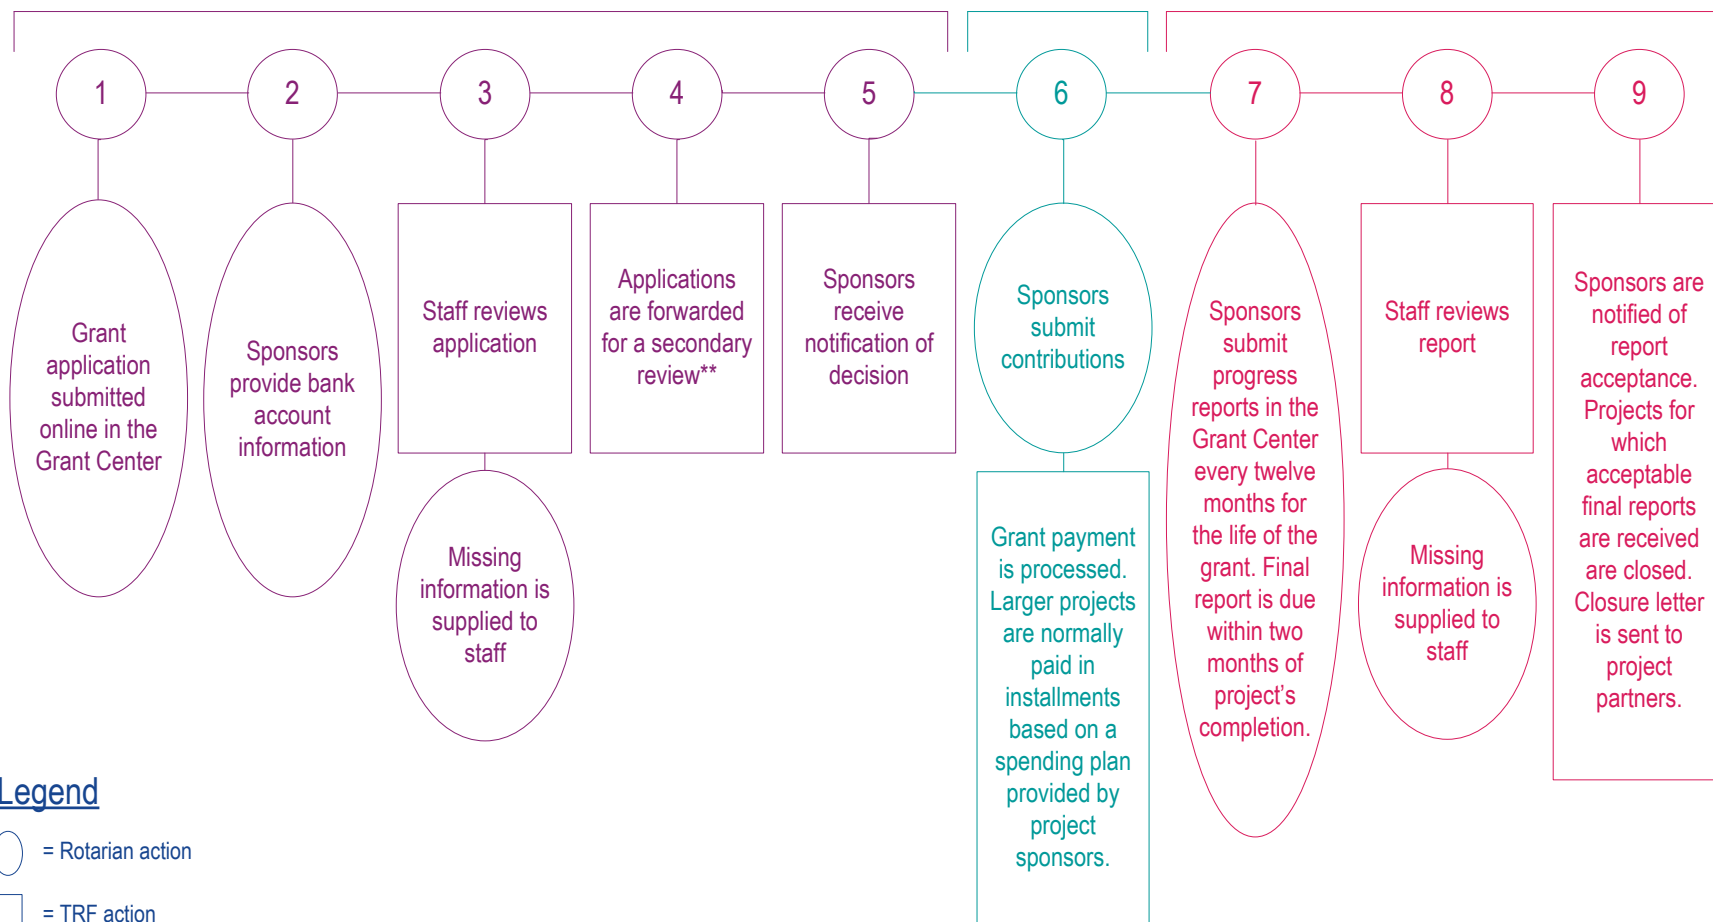 1
2
3
4
5
6
7
8
9
Grant
application
submitted
online in the
Grant Center
Sponsors
provide bank
account
information
Staff reviews
application
Missing
information is
supplied to
staff
Applications
are forwarded
for a secondary
review**
Sponsors
receive
notification of
decision
Sponsors
submit
contributions
Grant payment
is processed.
Larger projects
are normally
paid in
installments
based on a
spending plan
provided by
project
sponsors.
Sponsors
submit
progress
reports in the
Grant Center
every twelve
months for
the life of the
grant. Final
report is due
within two
months of
project’s
completion.
Staff reviews
report
Missing
information is
supplied to
staff
Sponsors are
notified of
report
acceptance.
Projects for
which
acceptable
final reports
are received
are closed.
Closure letter
is sent to
project
partners.
Legend
= Rotarian action
= TRF action